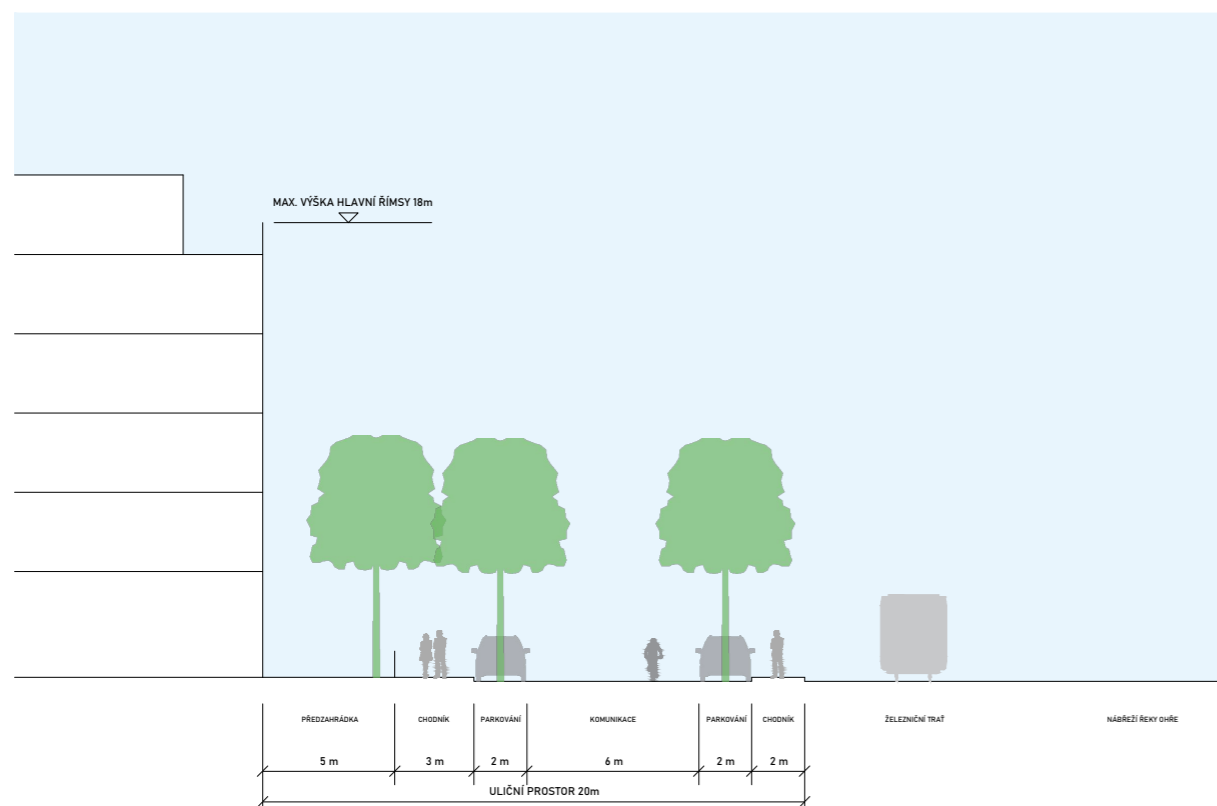 MAX. VÝŠKA HLAVNÍ ŘÍMSY 18m
PŘEDZAHRÁDKA CHODNÍK PARKOVÁNÍ KOMUNIKACE PARKOVÁNÍ CHODNÍK ŽELEZNIČNÍ TRAŤ NÁBŘEŽÍ ŘEKY OHŘE
5 m 3 m 2 m 6 m 2 m 2 m
ULIČNÍ PROSTOR 20m